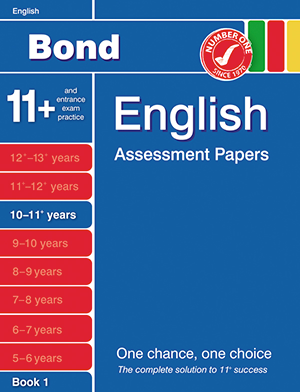 English
Bond
NUMBER ONE
SINCE 1970
11+
and
entrance
exam
practice
English
Assessment Papers
12⁺–13⁺ years
11⁺–12⁺ years
10–11⁺ years
9–10 years
8–9 years
7–8 years
6–7 years
5–6 years
Book 1
One chance, one choice
The complete solution to 11⁺ success